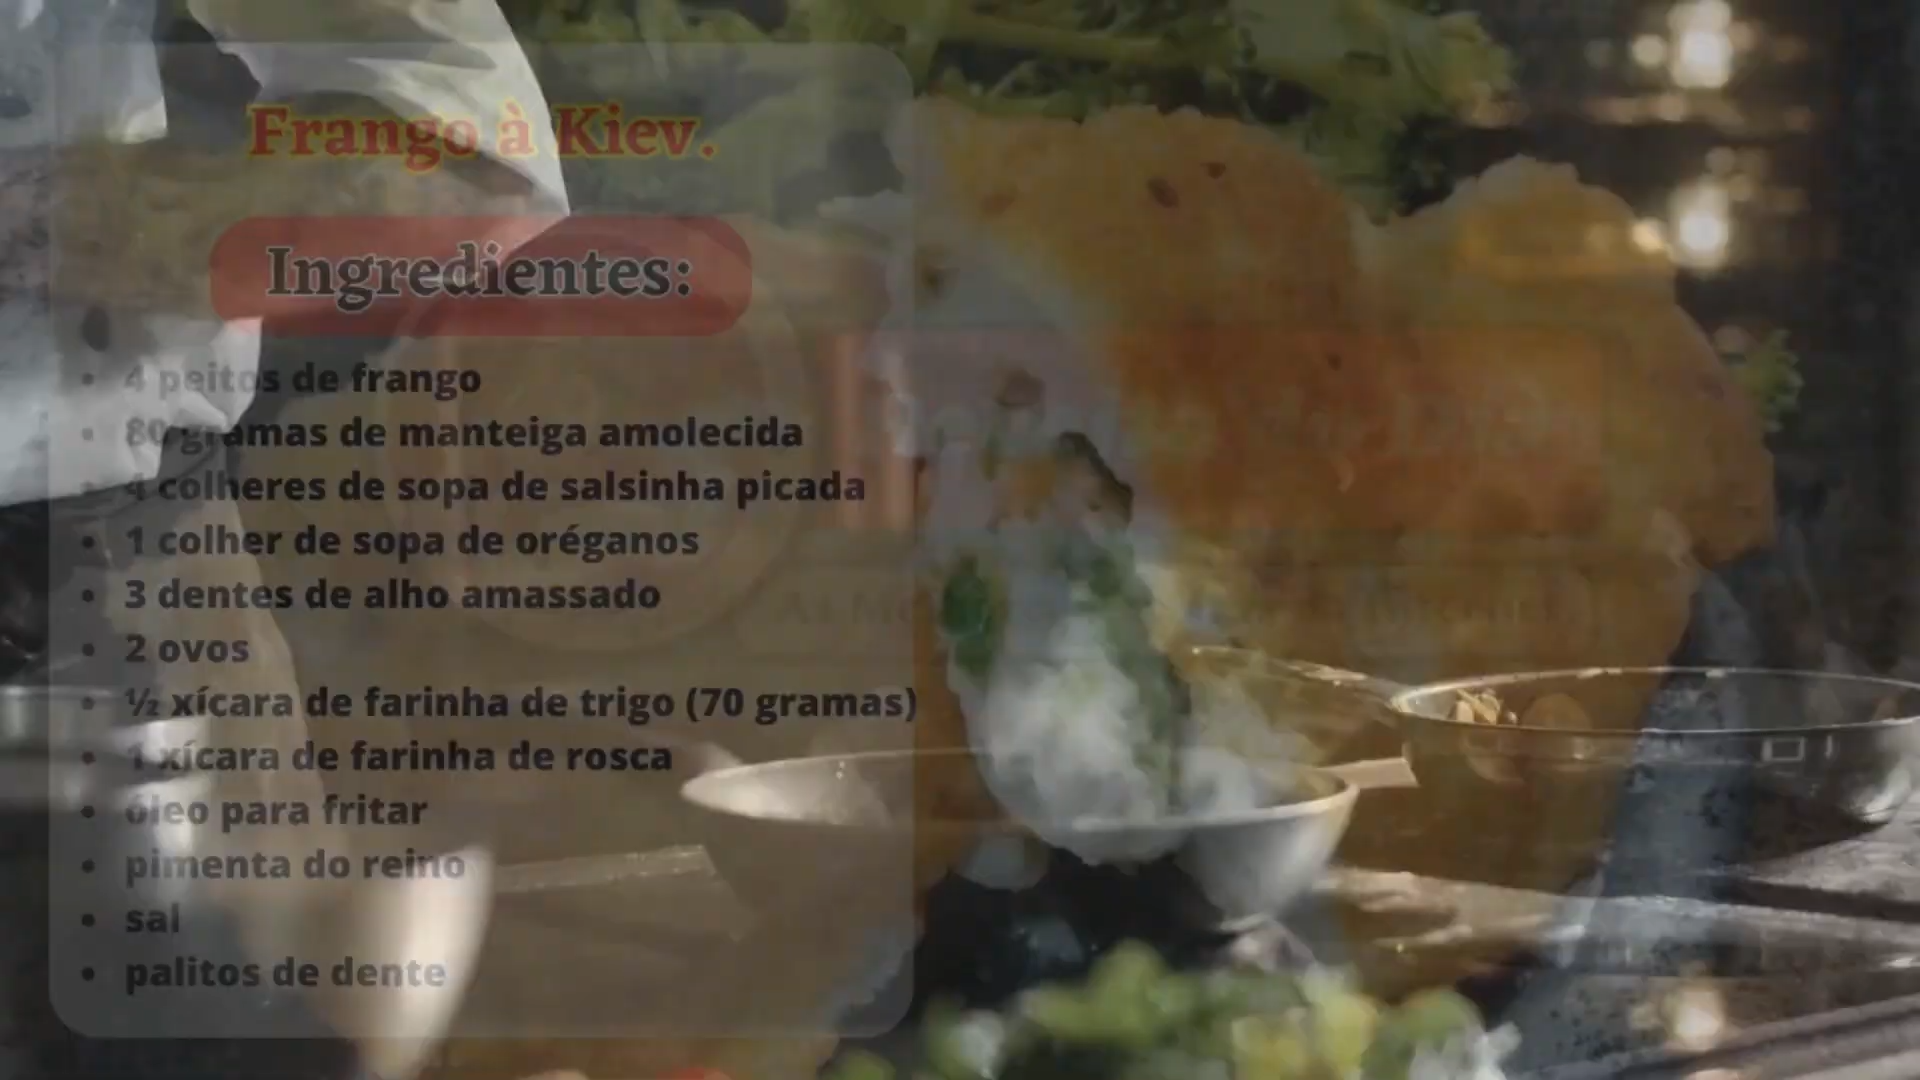 Frango à Kiev.
Ingredientes:
• 4 peitos de frango
• 80 gramas de manteiga amolecida
• 4 colheres de sopa de salsinha picada
• 1 colher de sopa de oréganos
• 3 dentes de alho amassado
• 2 ovos
• ½ xícara de farinha de trigo (70 gramas)
• 1 xícara de farinha de rosca
• óleo para fritar
• pimenta do reino
• sal
• palitos de dente